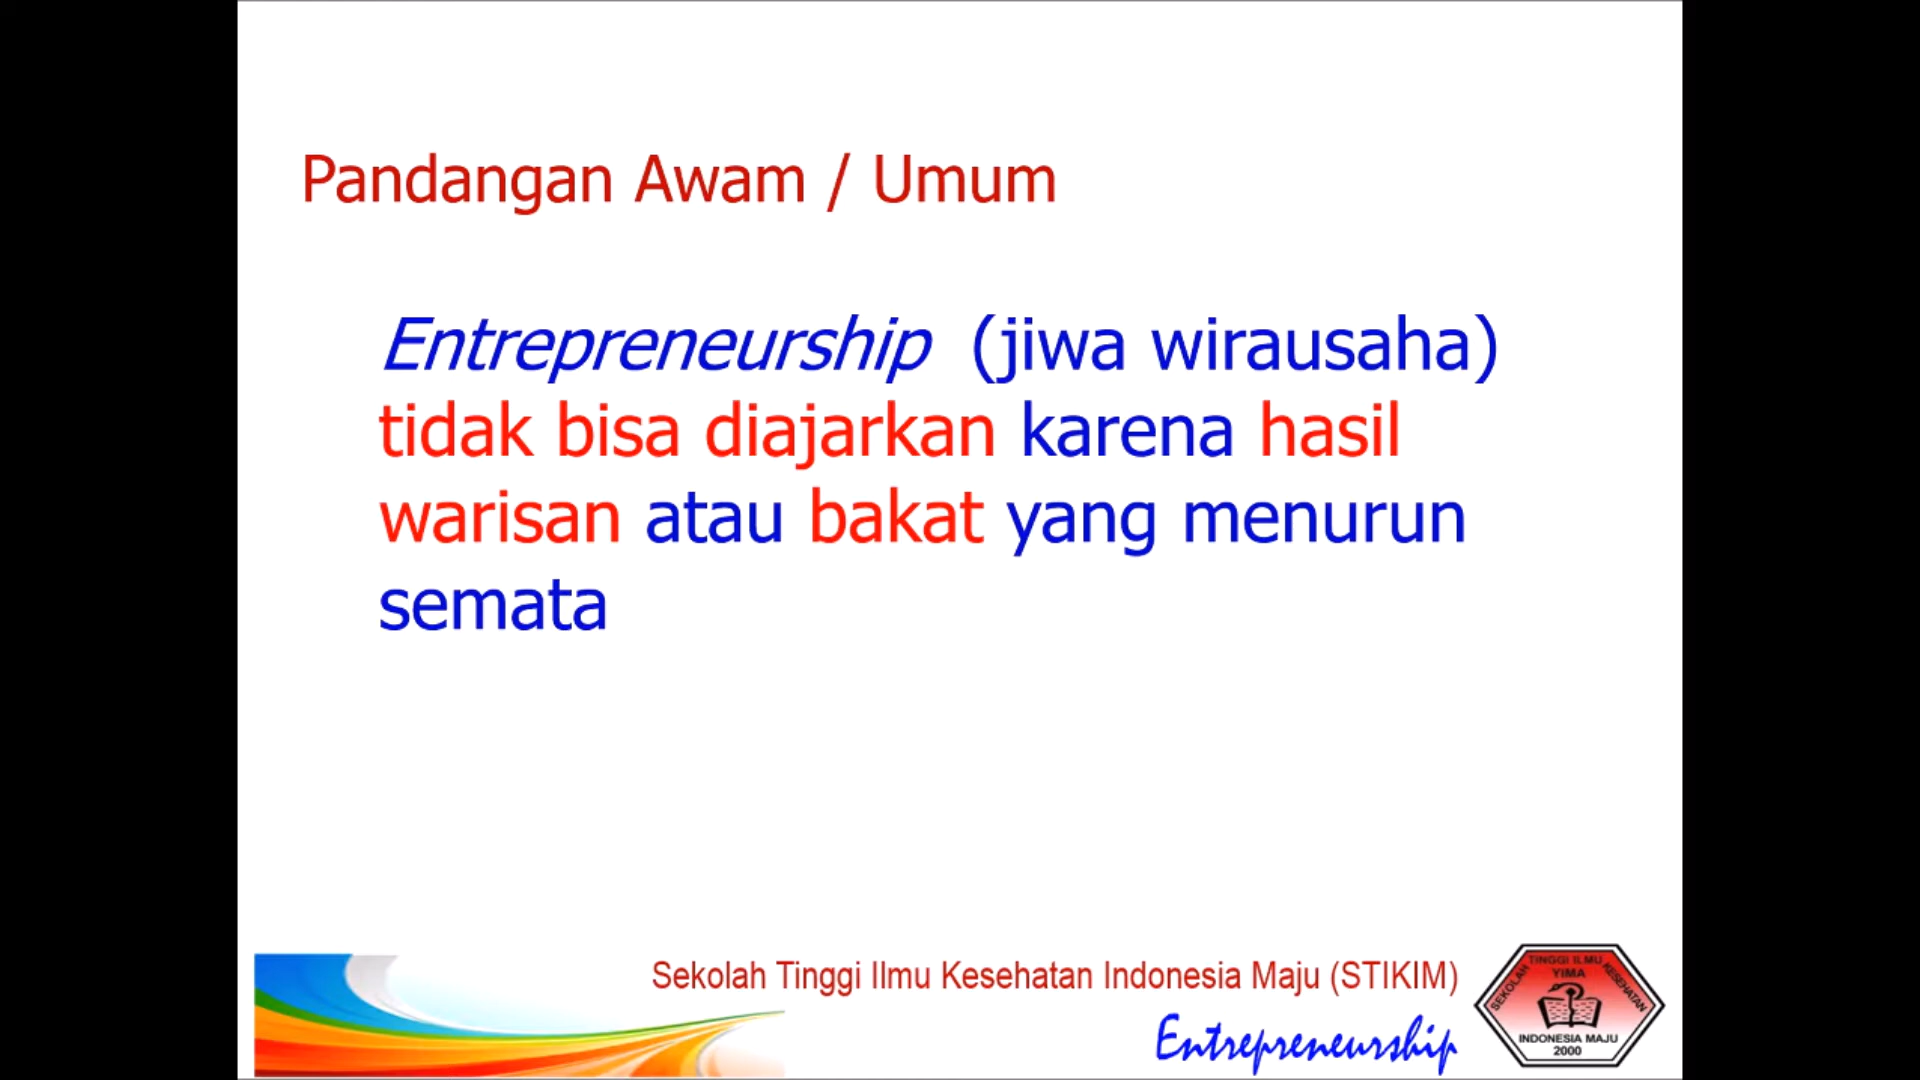 Pandangan Awam / Umum
Entrepreneurship (jiwa wirausaha)
tidak bisa diajarkan karena hasil
warisan atau bakat yang menurun
semata
Sekolah Tinggi Ilmu Kesehatan Indonesia Maju (STIKIM)
Entrepreneurship
SEKOLAH TINGGI ILMU KESEHATAN
YIMA
INDONESIA MAJU
2000